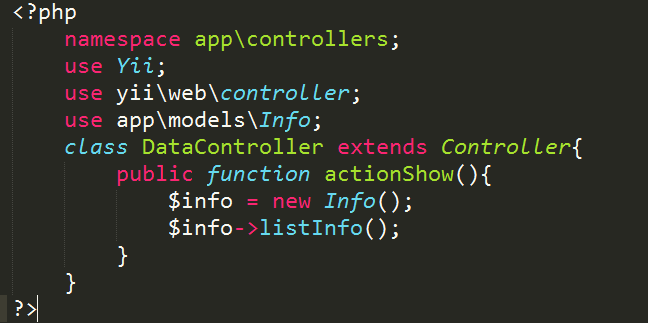 <?php
namespace app\controllers;
use Yii;
use yii\web\controller;
use app\models\Info;
class DataController extends Controller{
public function actionShow(){
$info = new Info();
$info->listInfo();
}
}
?>